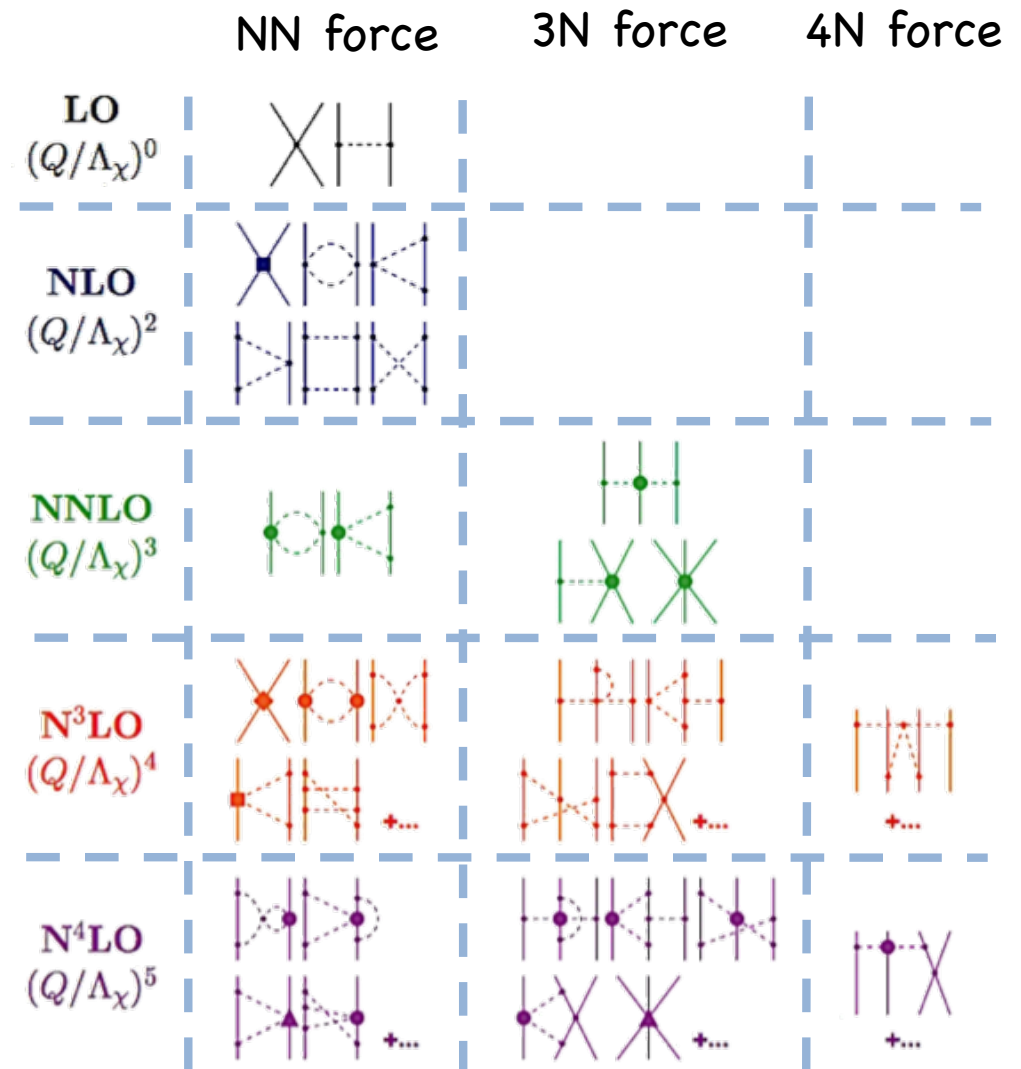 NN force 3N force 4N force
LO
(Q/Λχ)⁰
NLO
(Q/Λχ)²
NNLO
(Q/Λχ)³
N³LO
(Q/Λχ)⁴
+... +... +...
N⁴LO
(Q/Λχ)⁵
+... +... +...